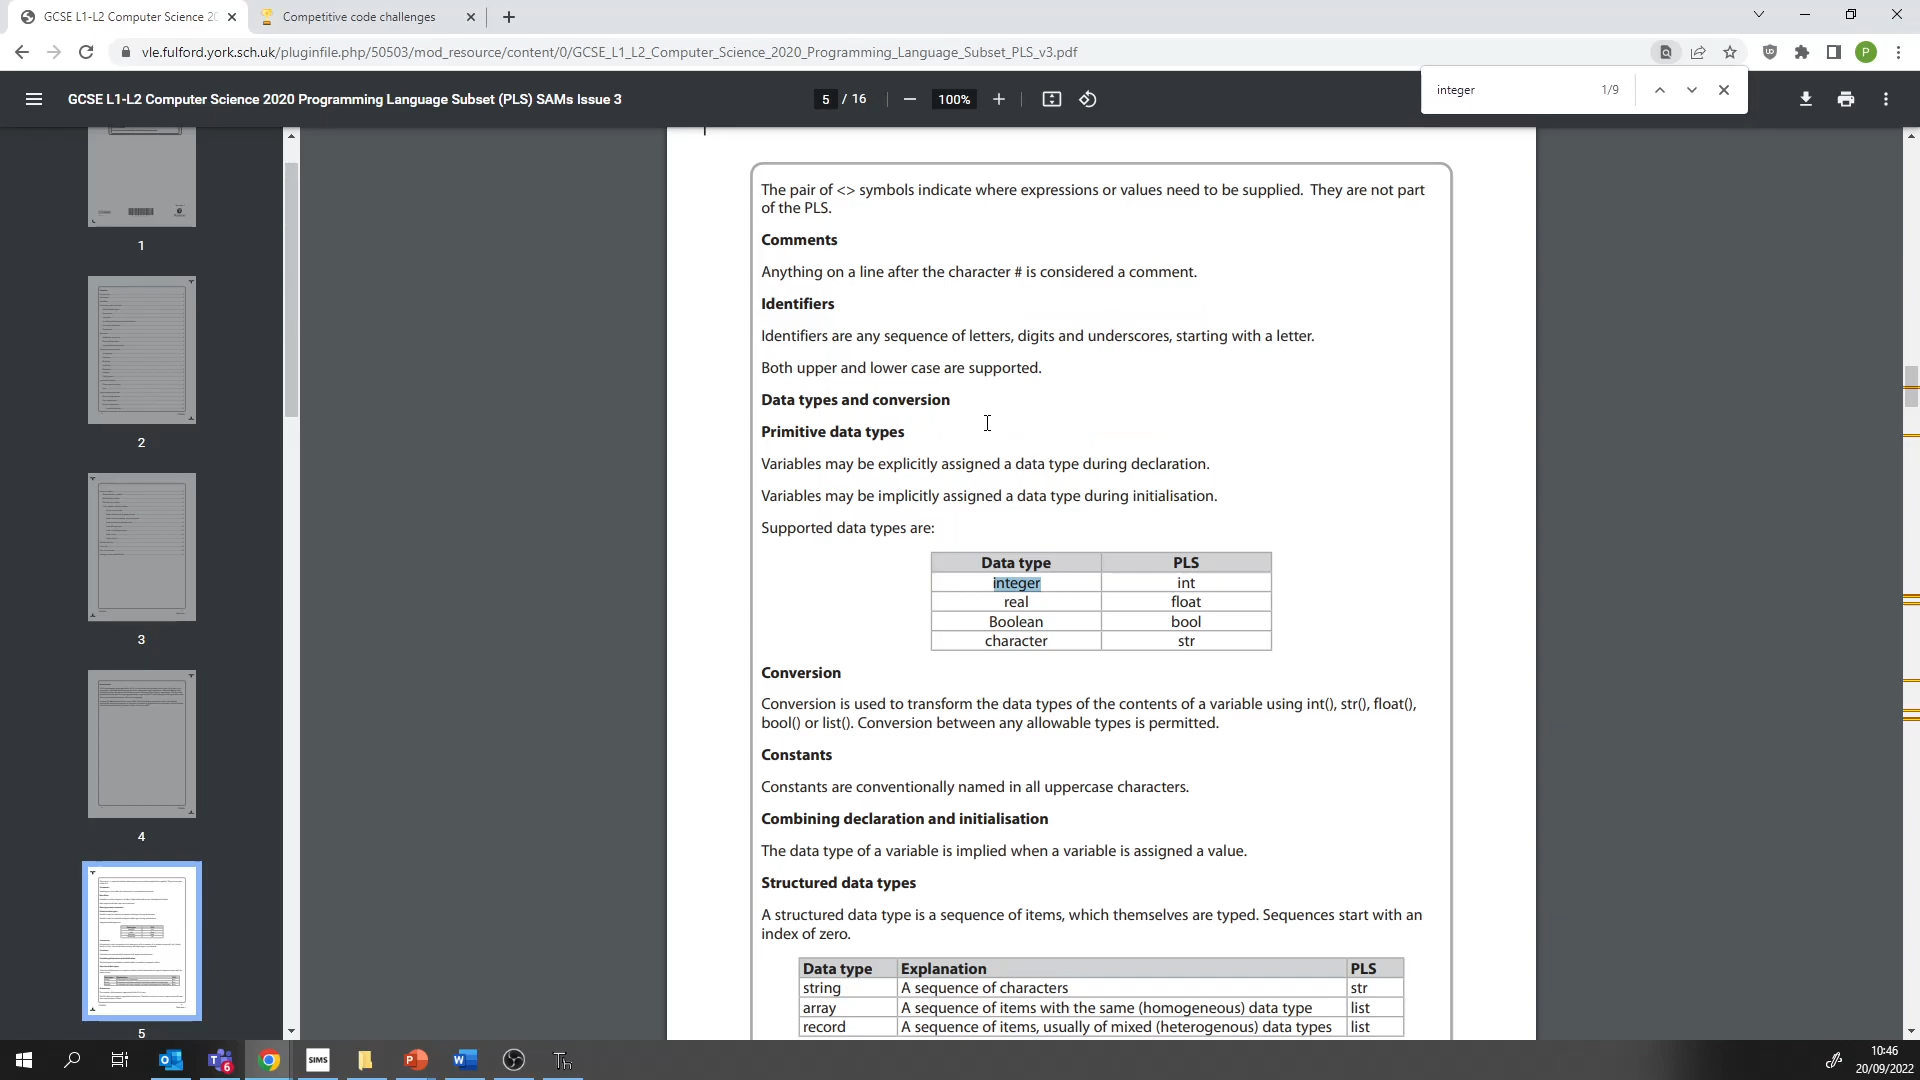 GCSE L1-L2 Computer Science 20
Competitive code challenges
vle.fulford.york.sch.uk/pluginfile.php/50503/mod_resource/content/0/GCSE_L1_L2_Computer_Science_2020_Programming_Language_Subset_PLS_v3.pdf
P
integer 1/9
GCSE L1-L2 Computer Science 2020 Programming Language Subset (PLS) SAMs Issue 3
5 / 16
100%
1
2
3
4
5
The pair of <> symbols indicate where expressions or values need to be supplied. They are not part
of the PLS.
Comments
Anything on a line after the character # is considered a comment.
Identifiers
Identifiers are any sequence of letters, digits and underscores, starting with a letter.
Both upper and lower case are supported.
Data types and conversion
Primitive data types
Variables may be explicitly assigned a data type during declaration.
Variables may be implicitly assigned a data type during initialisation.
Supported data types are:
Data type PLS
integer int
real float
Boolean bool
character str
Conversion
Conversion is used to transform the data types of the contents of a variable using int(), str(), float(),
bool() or list(). Conversion between any allowable types is permitted.
Constants
Constants are conventionally named in all uppercase characters.
Combining declaration and initialisation
The data type of a variable is implied when a variable is assigned a value.
Structured data types
A structured data type is a sequence of items, which themselves are typed. Sequences start with an
index of zero.
Data type Explanation PLS
string A sequence of characters str
array A sequence of items with the same (homogeneous) data type list
record A sequence of items, usually of mixed (heterogenous) data types list
SIMS
6
Th
10:46
20/09/2022